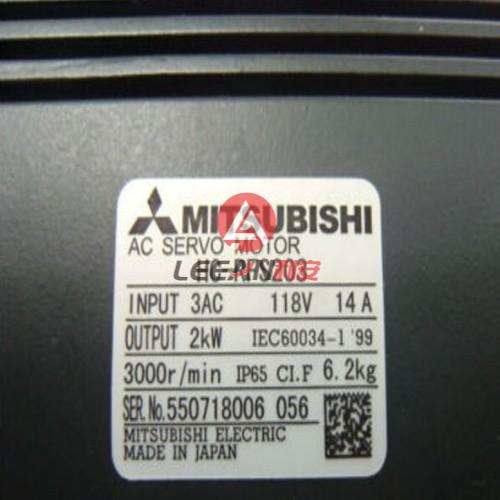 MITSUBISHI
AC SERVO MOTOR
INPUT 3AC 118V 14A
OUTPUT 2kW IEC60034-1 '99
3000r/min IP65 CI.F 6.2kg
SER.No.550718006 056
MITSUBISHI ELECTRIC
MADE IN JAPAN